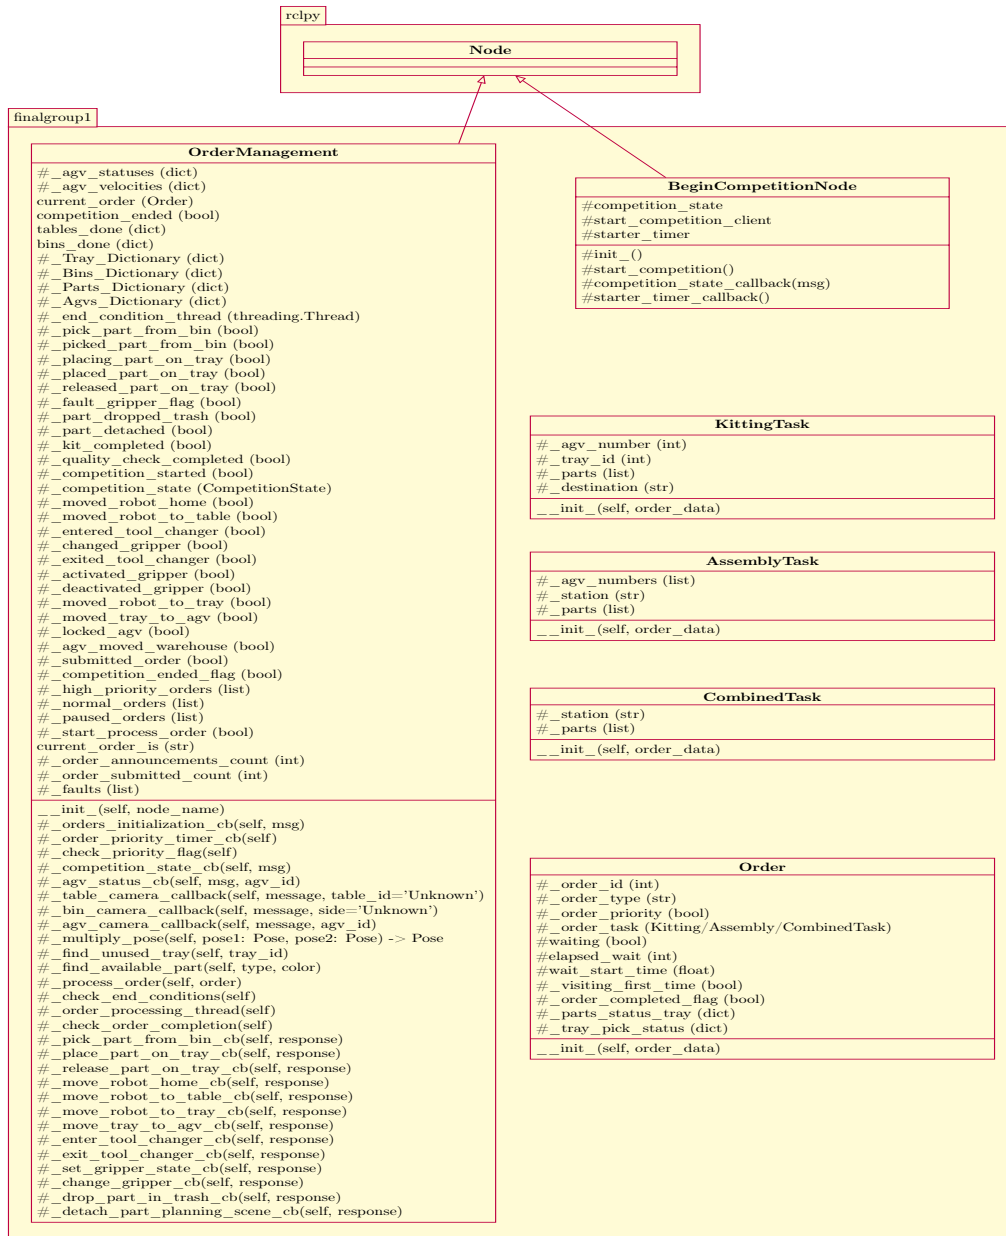 rclpy
Node
finalgroup1
OrderManagement
#_agv_statuses (dict)
#_agv_velocities (dict)
current_order (Order)
competition_ended (bool)
tables_done (dict)
bins_done (dict)
#_Tray_Dictionary (dict)
#_Bins_Dictionary (dict)
#_Parts_Dictionary (dict)
#_Agvs_Dictionary (dict)
#_end_condition_thread (threading.Thread)
#_pick_part_from_bin (bool)
#_picked_part_from_bin (bool)
#_placing_part_on_tray (bool)
#_placed_part_on_tray (bool)
#_released_part_on_tray (bool)
#_fault_gripper_flag (bool)
#_part_dropped_trash (bool)
#_part_detached (bool)
#_kit_completed (bool)
#_quality_check_completed (bool)
#_competition_started (bool)
#_competition_state (CompetitionState)
#_moved_robot_home (bool)
#_moved_robot_to_table (bool)
#_entered_tool_changer (bool)
#_changed_gripper (bool)
#_exited_tool_changer (bool)
#_activated_gripper (bool)
#_deactivated_gripper (bool)
#_moved_robot_to_tray (bool)
#_moved_tray_to_agv (bool)
#_locked_agv (bool)
#_agv_moved_warehouse (bool)
#_submitted_order (bool)
#_competition_ended_flag (bool)
#_high_priority_orders (list)
#_normal_orders (list)
#_paused_orders (list)
#_start_process_order (bool)
current_order_is (str)
#_order_announcements_count (int)
#_order_submitted_count (int)
#_faults (list)
__init_(self, node_name)
#_orders_initialization_cb(self, msg)
#_order_priority_timer_cb(self)
#_check_priority_flag(self)
#_competition_state_cb(self, msg)
#_agv_status_cb(self, msg, agv_id)
#_table_camera_callback(self, message, table_id='Unknown')
#_bin_camera_callback(self, message, side='Unknown')
#_agv_camera_callback(self, message, agv_id)
#_multiply_pose(self, pose1: Pose, pose2: Pose) -> Pose
#_find_unused_tray(self, tray_id)
#_find_available_part(self, type, color)
#_process_order(self, order)
#_check_end_conditions(self)
#_order_processing_thread(self)
#_check_order_completion(self)
#_pick_part_from_bin_cb(self, response)
#_place_part_on_tray_cb(self, response)
#_release_part_on_tray_cb(self, response)
#_move_robot_home_cb(self, response)
#_move_robot_to_table_cb(self, response)
#_move_robot_to_tray_cb(self, response)
#_move_tray_to_agv_cb(self, response)
#_enter_tool_changer_cb(self, response)
#_exit_tool_changer_cb(self, response)
#_set_gripper_state_cb(self, response)
#_change_gripper_cb(self, response)
#_drop_part_in_trash_cb(self, response)
#_detach_part_planning_scene_cb(self, response)
BeginCompetitionNode
#competition_state
#start_competition_client
#starter_timer
#init_()
#start_competition()
#competition_state_callback(msg)
#starter_timer_callback()
KittingTask
#_agv_number (int)
#_tray_id (int)
#_parts (list)
#_destination (str)
__init_(self, order_data)
AssemblyTask
#_agv_numbers (list)
#_station (str)
#_parts (list)
__init_(self, order_data)
CombinedTask
#_station (str)
#_parts (list)
__init_(self, order_data)
Order
#_order_id (int)
#_order_type (str)
#_order_priority (bool)
#_order_task (Kitting/Assembly/CombinedTask)
#waiting (bool)
#elapsed_wait (int)
#wait_start_time (float)
#_visiting_first_time (bool)
#_order_completed_flag (bool)
#_parts_status_tray (dict)
#_tray_pick_status (dict)
__init_(self, order_data)